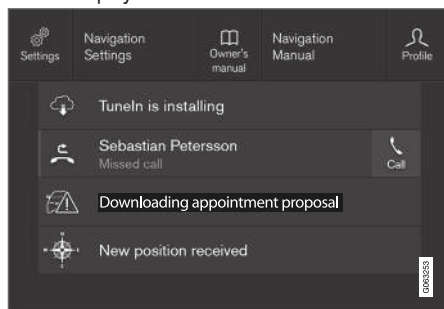 Settings
Navigation
Settings
Owner's
manual
Navigation
Manual
Profile
TuneIn is installing
Sebastian Petersson
Missed call
Call
Downloading appointment proposal
New position received
G063253